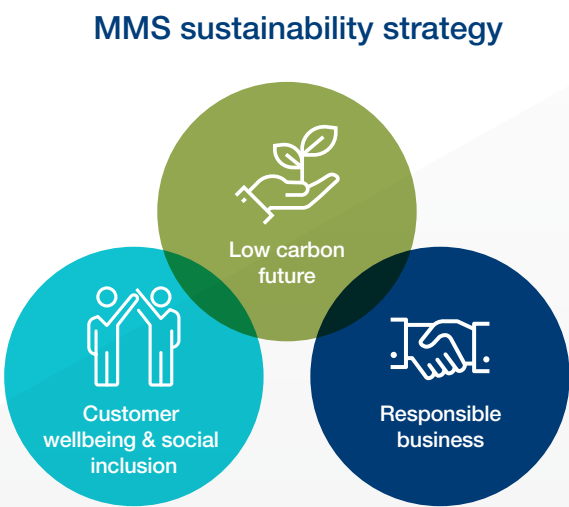 MMS sustainability strategy
Low carbon
future
Customer
wellbeing & social
inclusion
Responsible
business